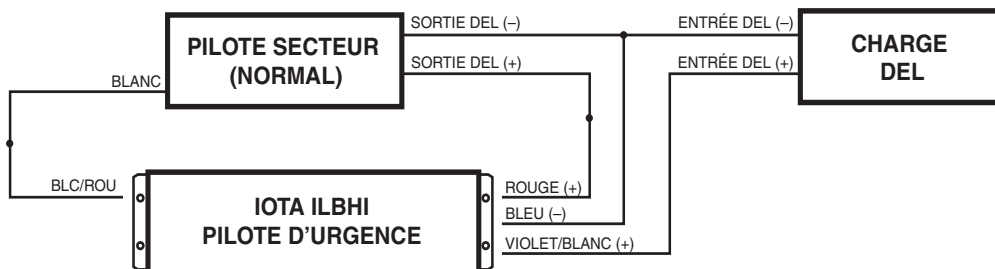 SORTIE DEL (–)
ENTRÉE DEL (–)
PILOTE SECTEUR
(NORMAL)
CHARGE
DEL
SORTIE DEL (+)
ENTRÉE DEL (+)
BLANC
BLC/ROU
ROUGE (+)
IOTA ILBHI
PILOTE D'URGENCE
BLEU (–)
VIOLET/BLANC (+)